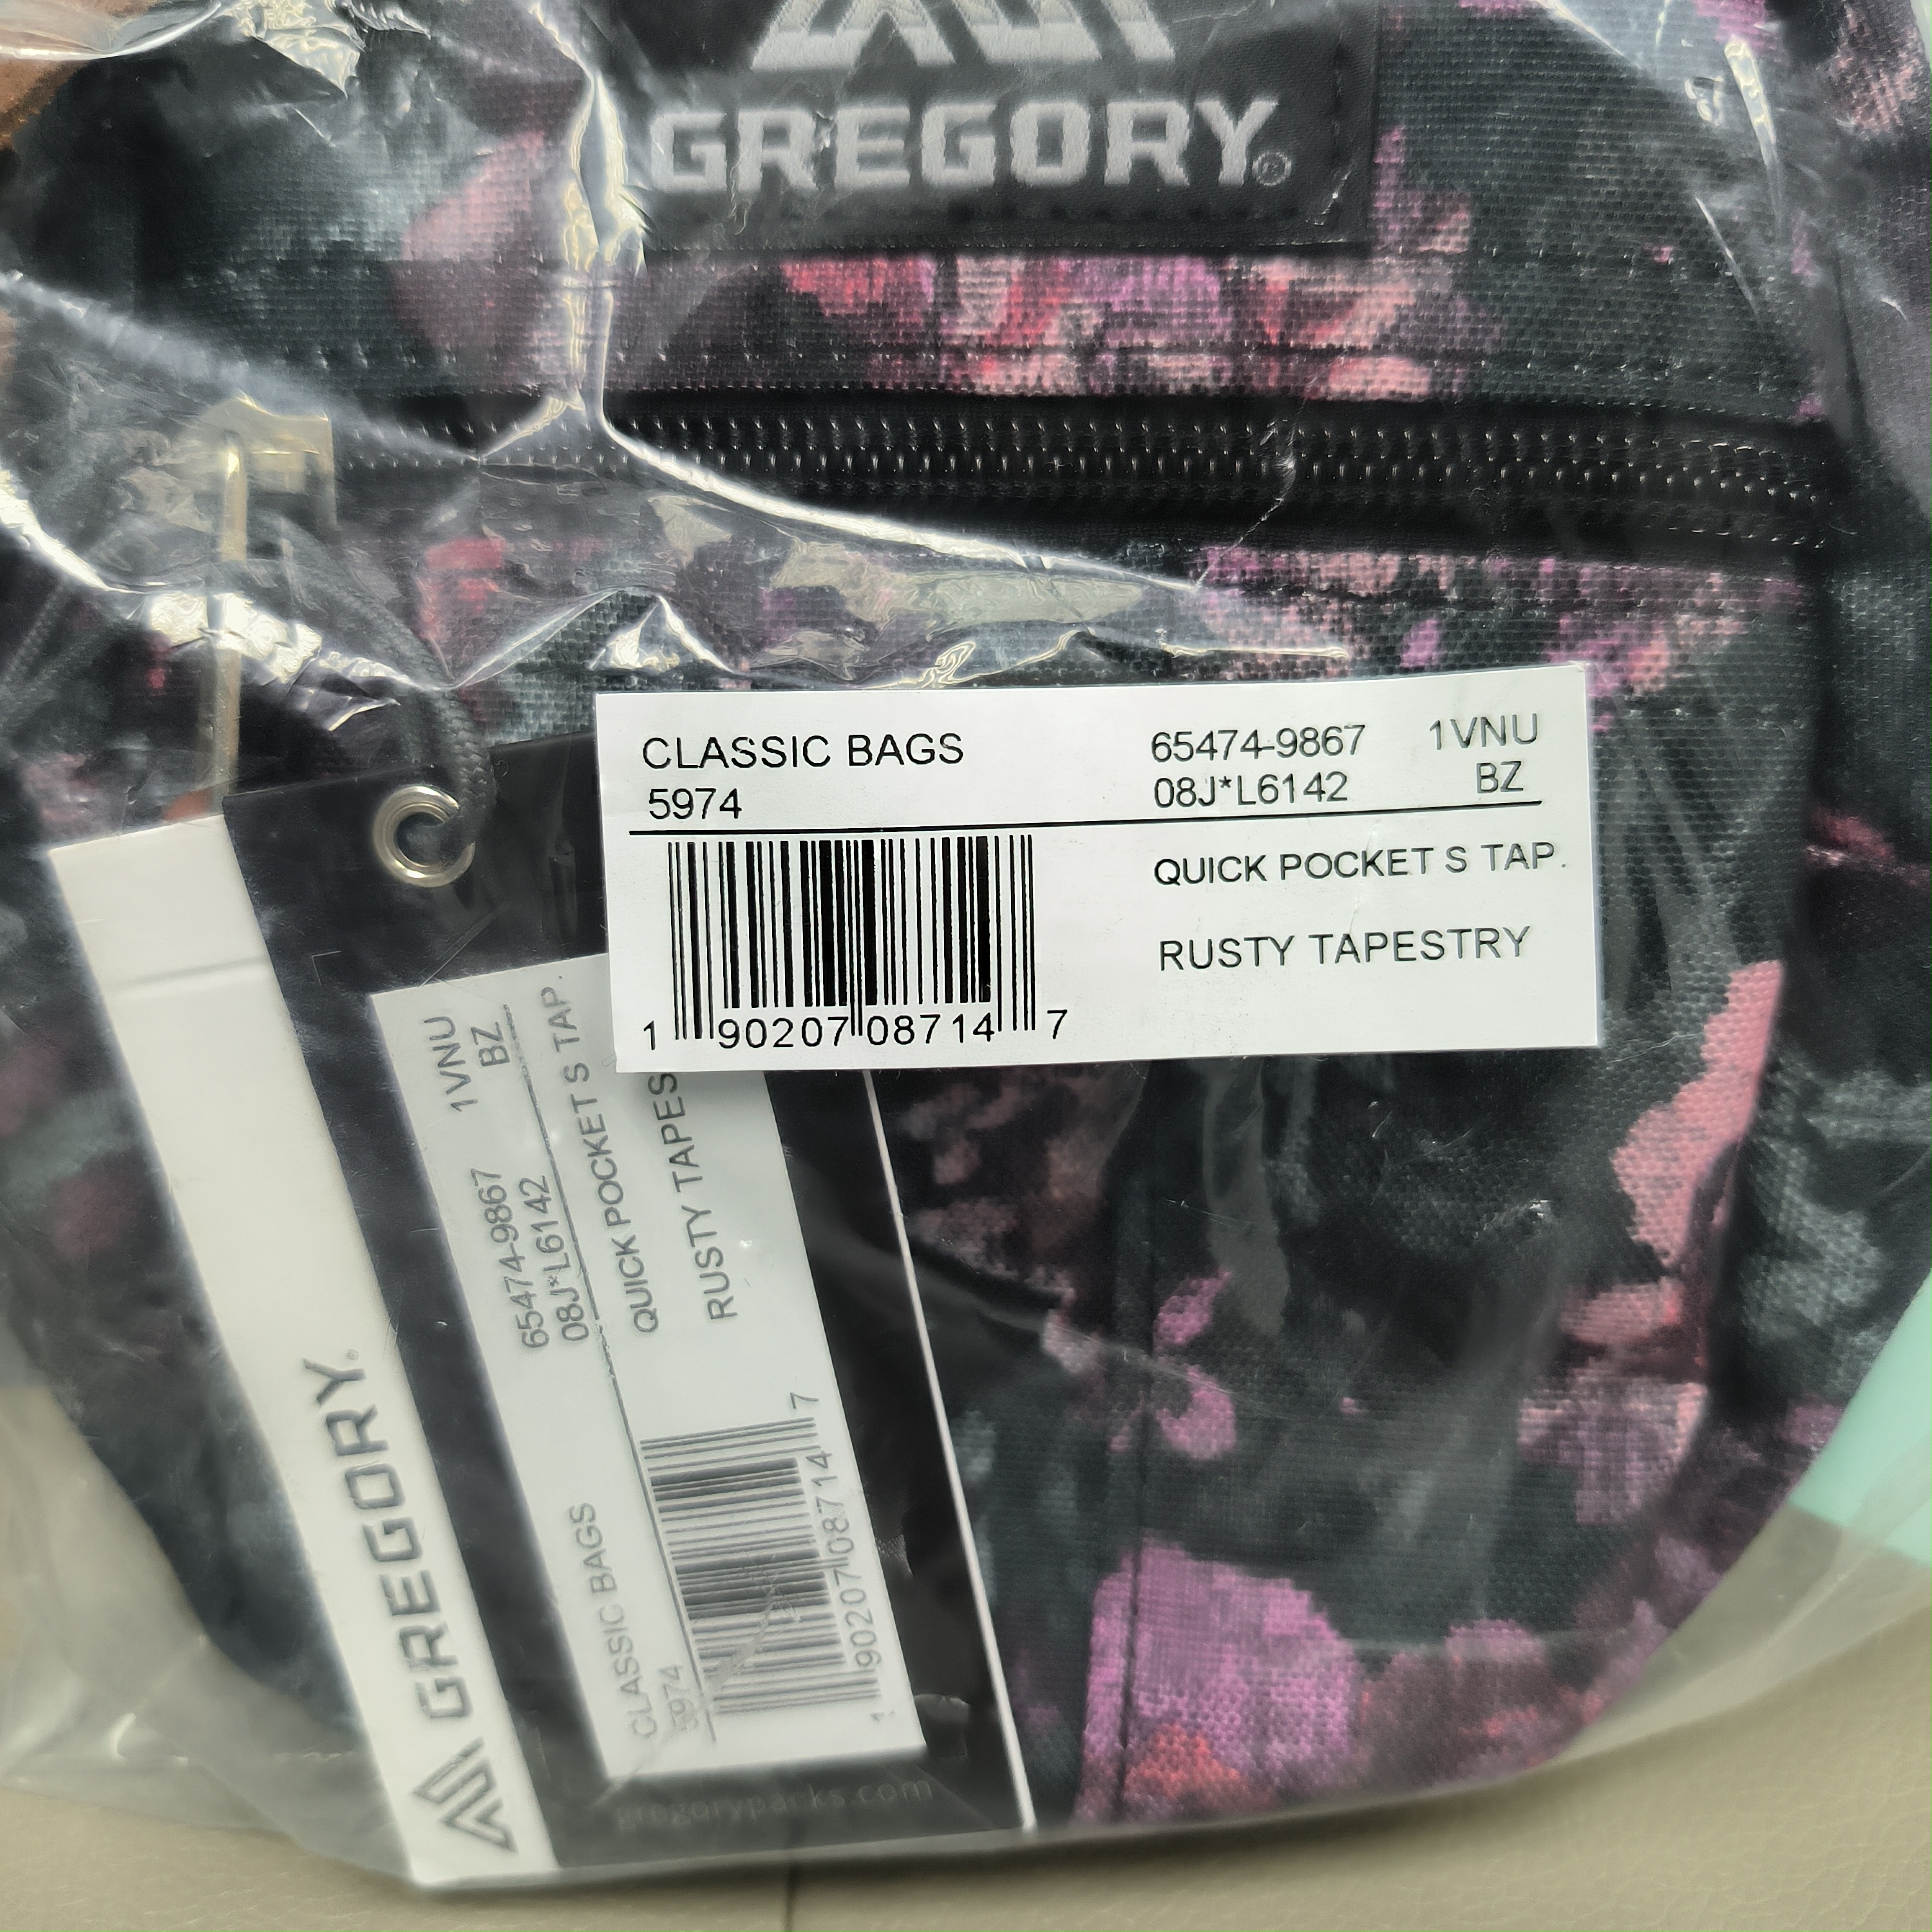 GREGORY®
CLASSIC BAGS
5974
65474-9867 1VNU
08J*L6142 BZ
QUICK POCKET S TAP.
RUSTY TAPESTRY
1 90207 08714 7
GREGORY®
CLASSIC BAGS
5974
65474-9867 1VNU
08J*L6142 BZ
QUICK POCKET S TAP.
RUSTY TAPES
1 90207 08714 7
gregorypacks.com